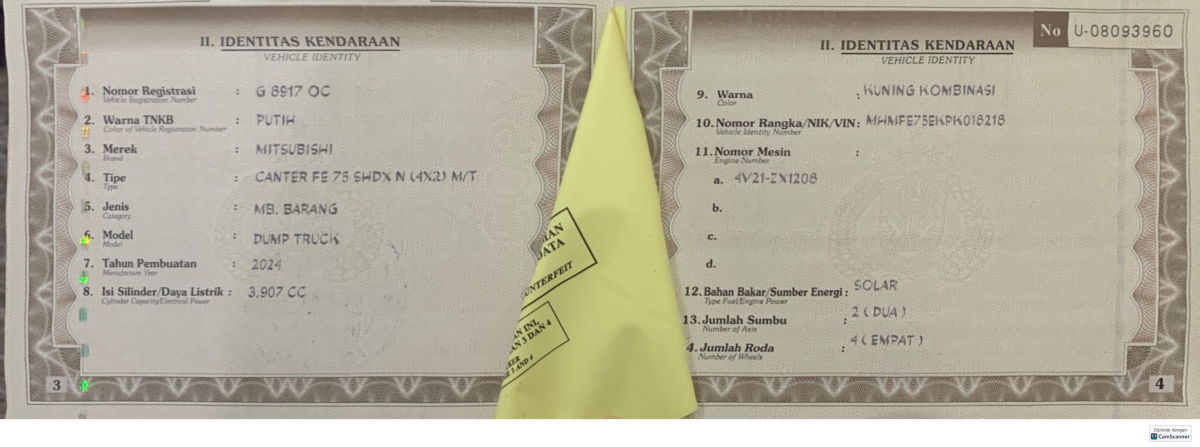 II. IDENTITAS KENDARAAN
VEHICLE IDENTITY
1. Nomor Registrasi : G 8917 OC
Vehicle Registration Number
2. Warna TNKB : PUTIH
Color of Vehicle Registration Number
3. Merek : MITSUBISHI
Brand
4. Tipe : CANTER FE 75 SHDX N (4X2) M/T
Type
5. Jenis : MB. BARANG
Category
6. Model : DUMP TRUCK
Model
7. Tahun Pembuatan : 2024
Manufacture Year
8. Isi Silinder/Daya Listrik : 3.907 CC
Cylinder Capacity/Electrical Power
3
DATA
4
No U-08093960
II. IDENTITAS KENDARAAN
VEHICLE IDENTITY
9. Warna : KUNING KOMBINASI
Color
10. Nomor Rangka/NIK/VIN : MHMFE75EKPK018218
Vehicle Identity Number
11. Nomor Mesin :
Engine Number
a. 4V21-ZX1208
b.
c.
d.
12. Bahan Bakar/Sumber Energi : SOLAR
Type Fuel/Engine Power
13. Jumlah Sumbu : 2 ( DUA )
Number of Axis
4. Jumlah Roda : 4 ( EMPAT )
Number of Wheels
4
Dipindai dengan
CamScanner